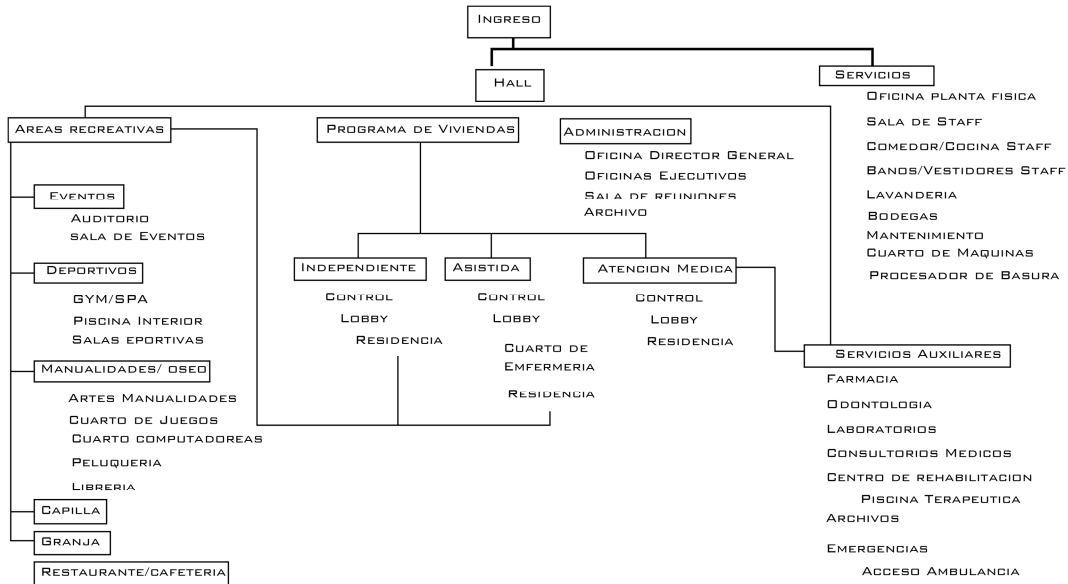 INGRESO
HALL
SERVICIOS
OFICINA PLANTA FISICA
SALA DE STAFF
COMEDOR/COCINA STAFF
BANOS/VESTIDORES STAFF
LAVANDERIA
BODEGAS
MANTENIMIENTO
CUARTO DE MAQUINAS
PROCESADOR DE BASURA
AREAS RECREATIVAS
EVENTOS
AUDITORIO
SALA DE EVENTOS
DEPORTIVOS
GYM/SPA
PISCINA INTERIOR
SALAS EPORTIVAS
MANUALIDADES/ OSEO
ARTES MANUALIDADES
CUARTO DE JUEGOS
CUARTO COMPUTADOREAS
PELUQUERIA
LIBRERIA
CAPILLA
GRANJA
RESTAURANTE/CAFETERIA
PROGRAMA DE VIVIENDAS
INDEPENDIENTE
CONTROL
LOBBY
RESIDENCIA
ASISTIDA
CONTROL
LOBBY
CUARTO DE
EMFERMERIA
RESIDENCIA
ATENCION MEDICA
CONTROL
LOBBY
RESIDENCIA
ADMINISTRACION
OFICINA DIRECTOR GENERAL
OFICINAS EJECUTIVOS
SALA DE REUNIONES
ARCHIVO
SERVICIOS AUXILIARES
FARMACIA
ODONTOLOGIA
LABORATORIOS
CONSULTORIOS MEDICOS
CENTRO DE REHABILITACION
PISCINA TERAPEUTICA
ARCHIVOS
EMERGENCIAS
ACCESO AMBULANCIA